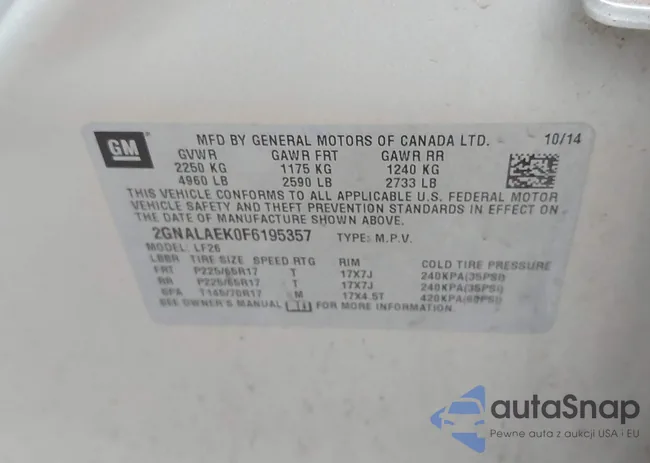 GM
MFD BY GENERAL MOTORS OF CANADA LTD. 10/14
GVWR GAWR FRT GAWR RR
2250 KG 1175 KG 1240 KG
4960 LB 2590 LB 2733 LB
THIS VEHICLE CONFORMS TO ALL APPLICABLE U.S. FEDERAL MOTOR
VEHICLE SAFETY AND THEFT PREVENTION STANDARDS IN EFFECT ON
THE DATE OF MANUFACTURE SHOWN ABOVE.
2GNALAEK0F6195357 TYPE: M.P.V.
MODEL: LF26
LBBR TIRE SIZE SPEED RTG RIM COLD TIRE PRESSURE
FRT P225/65R17 T 17X7J 240KPA(35PSI)
RR P225/65R17 T 17X7J 240KPA(35PSI)
SPA T145/70R17 M 17X4.5T 420KPA(60PSI)
SEE OWNER'S MANUAL FOR MORE INFORMATION.
autaSnap
Pewne auta z aukcji USA i EU